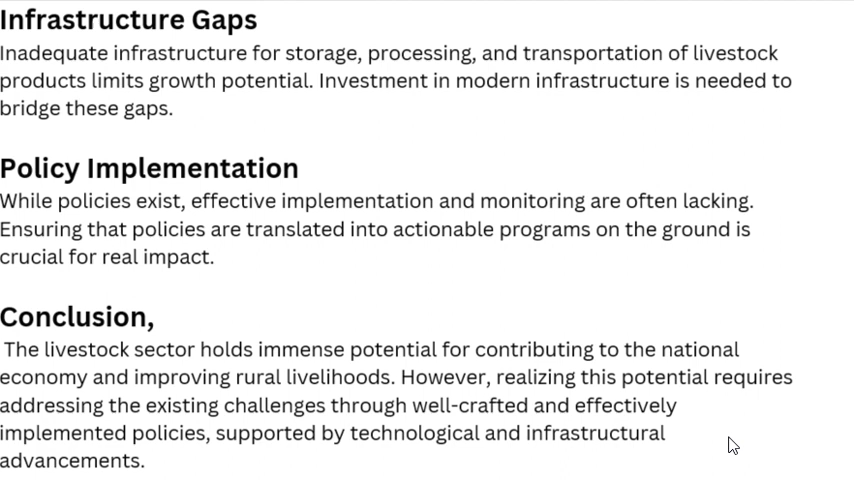 Infrastructure Gaps
Inadequate infrastructure for storage, processing, and transportation of livestock
products limits growth potential. Investment in modern infrastructure is needed to
bridge these gaps.
Policy Implementation
While policies exist, effective implementation and monitoring are often lacking.
Ensuring that policies are translated into actionable programs on the ground is
crucial for real impact.
Conclusion,
The livestock sector holds immense potential for contributing to the national
economy and improving rural livelihoods. However, realizing this potential requires
addressing the existing challenges through well-crafted and effectively
implemented policies, supported by technological and infrastructural
advancements.